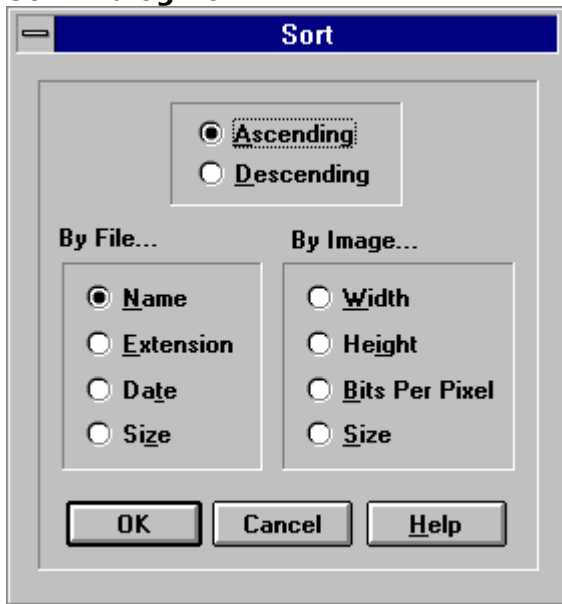 Sort
Ascending
Descending
By File...
By Image...
Name
Extension
Date
Size
Width
Height
Bits Per Pixel
Size
OK
Cancel
Help